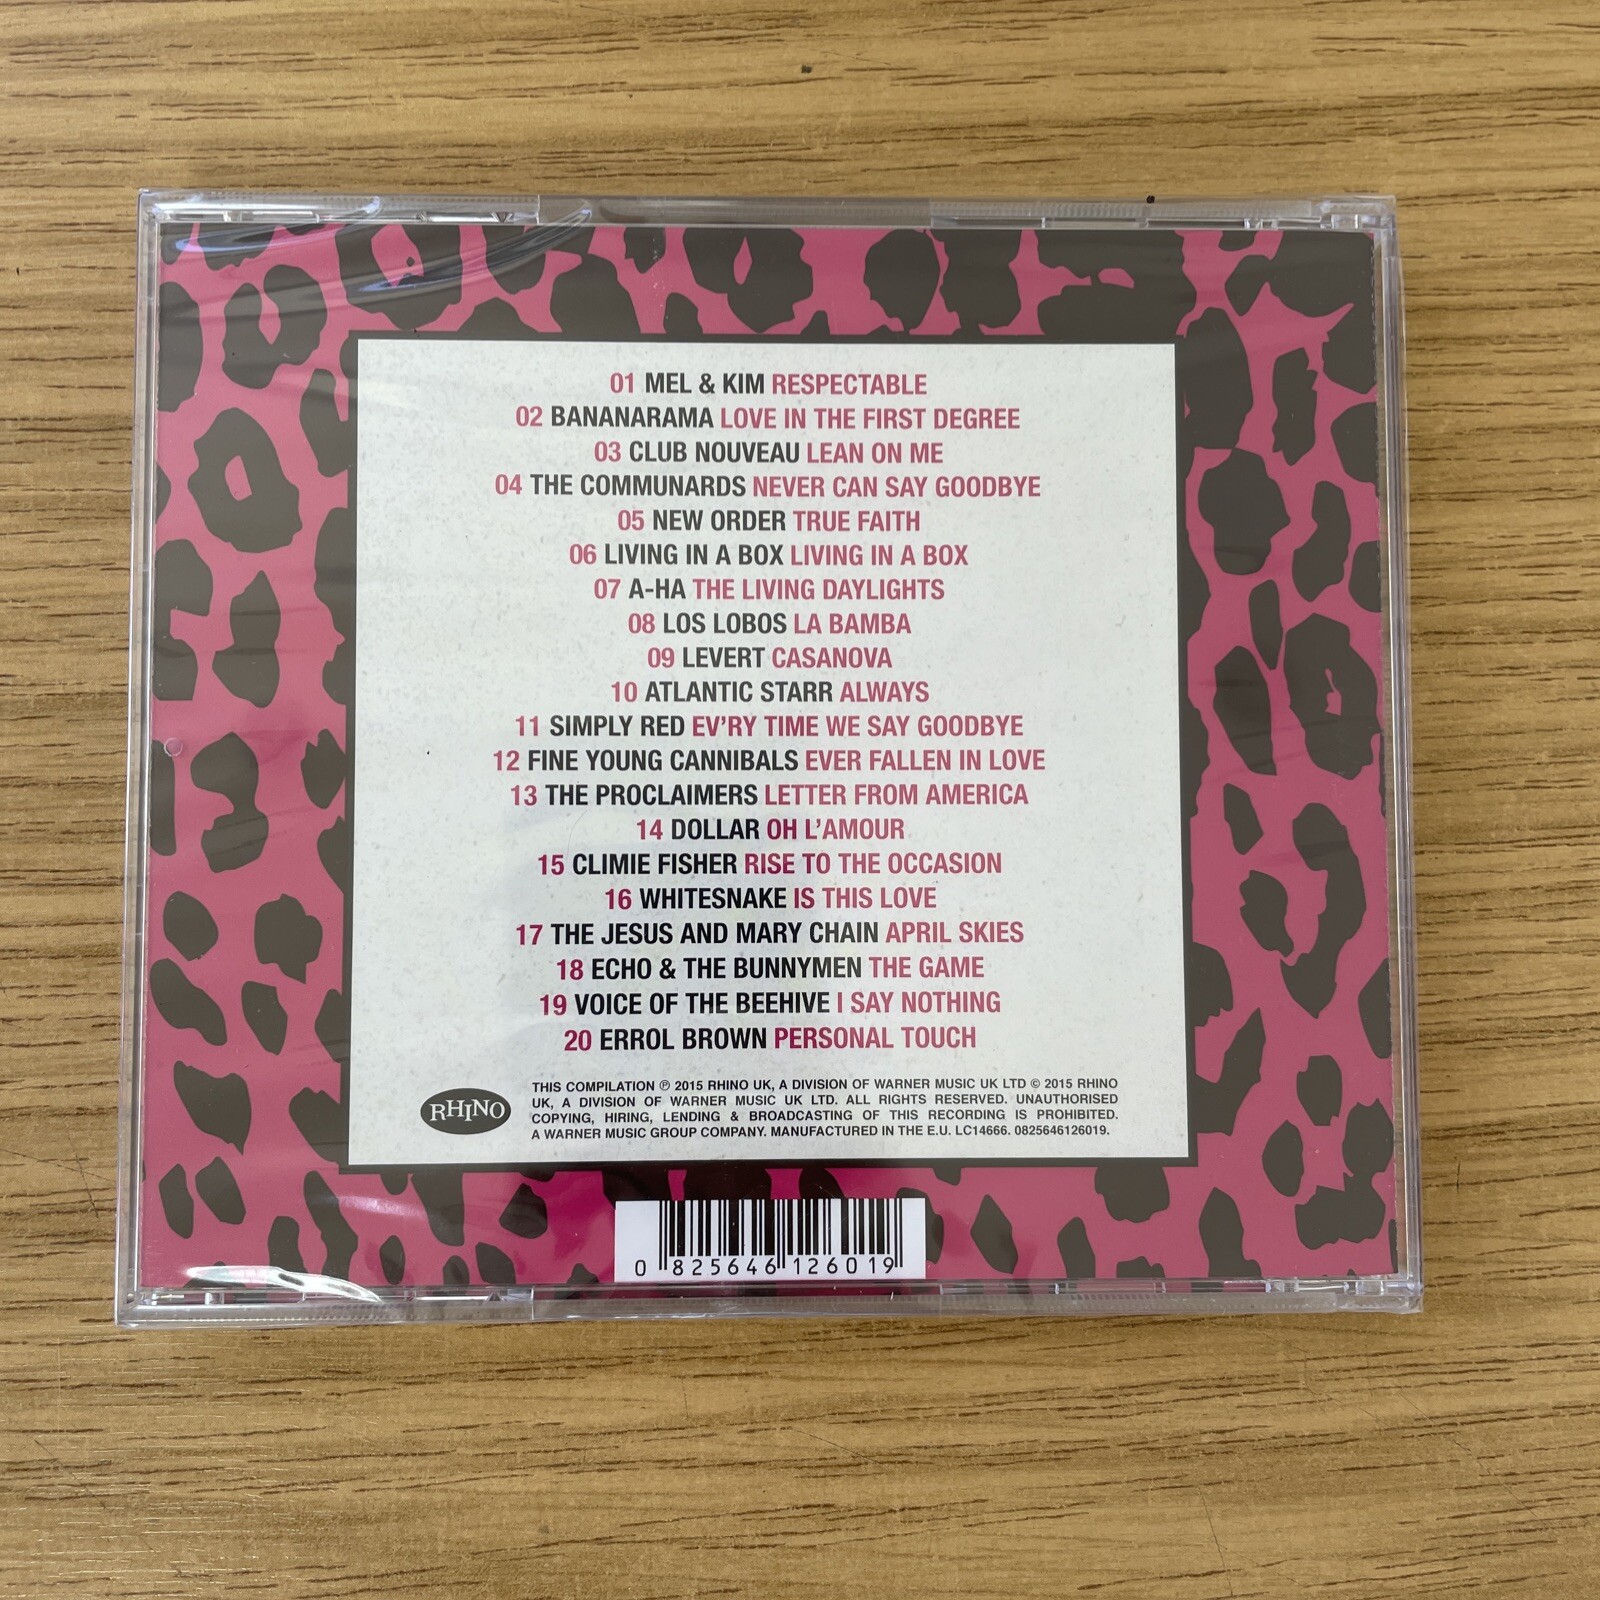 01 MEL & KIM RESPECTABLE
02 BANANARAMA LOVE IN THE FIRST DEGREE
03 CLUB NOUVEAU LEAN ON ME
04 THE COMMUNARDS NEVER CAN SAY GOODBYE
05 NEW ORDER TRUE FAITH
06 LIVING IN A BOX LIVING IN A BOX
07 A-HA THE LIVING DAYLIGHTS
08 LOS LOBOS LA BAMBA
09 LEVERT CASANOVA
10 ATLANTIC STARR ALWAYS
11 SIMPLY RED EV'RY TIME WE SAY GOODBYE
12 FINE YOUNG CANNIBALS EVER FALLEN IN LOVE
13 THE PROCLAIMERS LETTER FROM AMERICA
14 DOLLAR OH L'AMOUR
15 CLIMIE FISHER RISE TO THE OCCASION
16 WHITESNAKE IS THIS LOVE
17 THE JESUS AND MARY CHAIN APRIL SKIES
18 ECHO & THE BUNNYMEN THE GAME
19 VOICE OF THE BEEHIVE I SAY NOTHING
20 ERROL BROWN PERSONAL TOUCH
RHINO
THIS COMPILATION ℗ 2015 RHINO UK, A DIVISION OF WARNER MUSIC UK LTD © 2015 RHINO
UK, A DIVISION OF WARNER MUSIC UK LTD. ALL RIGHTS RESERVED. UNAUTHORISED
COPYING, HIRING, LENDING & BROADCASTING OF THIS RECORDING IS PROHIBITED.
A WARNER MUSIC GROUP COMPANY. MANUFACTURED IN THE E.U. LC14666. 0825646126019.
0 825646 126019